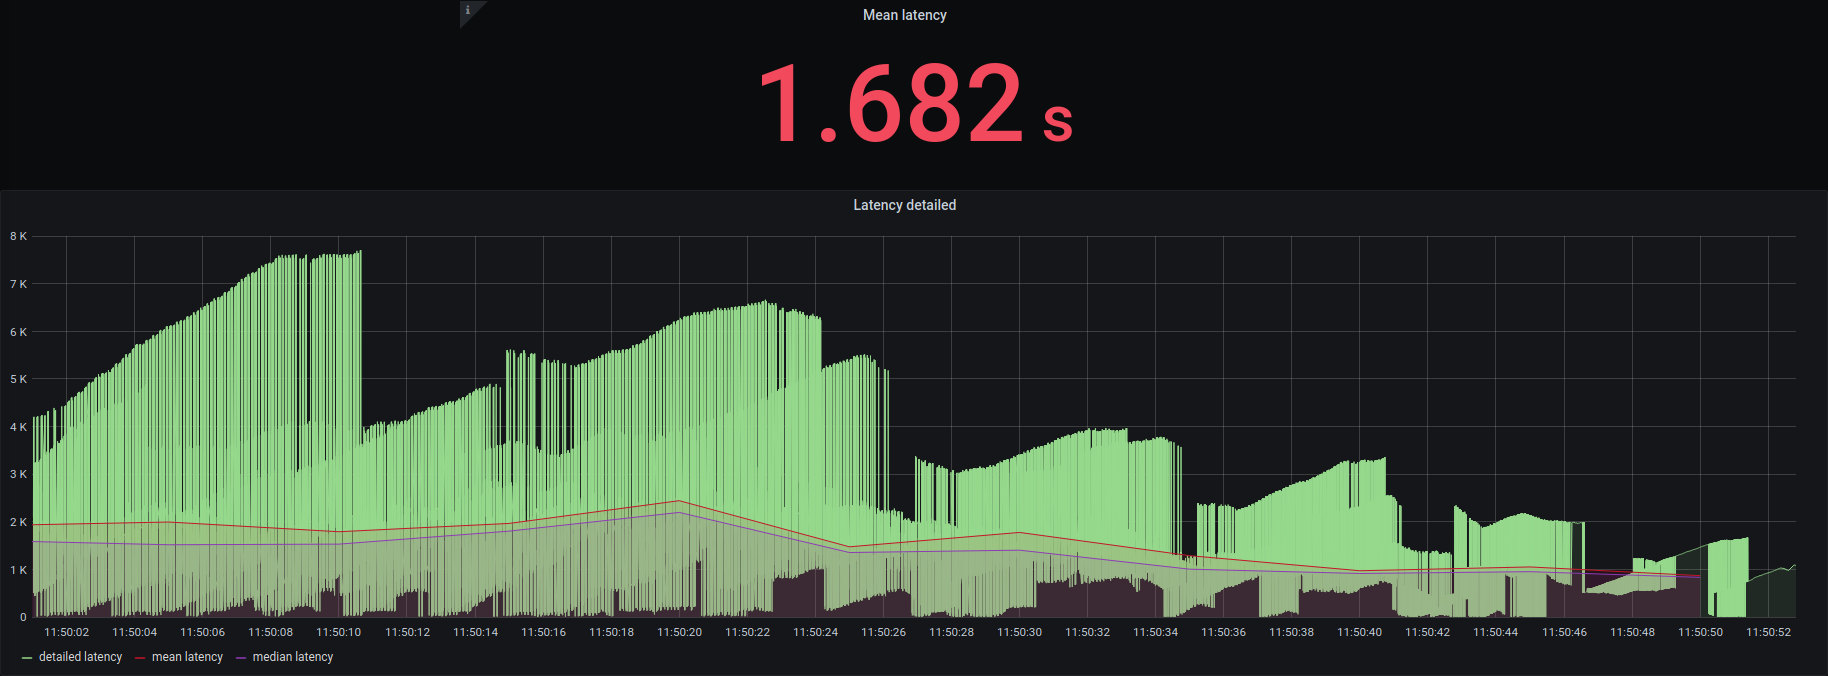 i
Mean latency
1.682 s
Latency detailed
8 K
7 K
6 K
5 K
4 K
3 K
2 K
1 K
0
11:50:02 11:50:04 11:50:06 11:50:08 11:50:10 11:50:12 11:50:14 11:50:16 11:50:18 11:50:20 11:50:22 11:50:24 11:50:26 11:50:28 11:50:30 11:50:32 11:50:34 11:50:36 11:50:38 11:50:40 11:50:42 11:50:44 11:50:46 11:50:48 11:50:50 11:50:52
detailed latency mean latency median latency